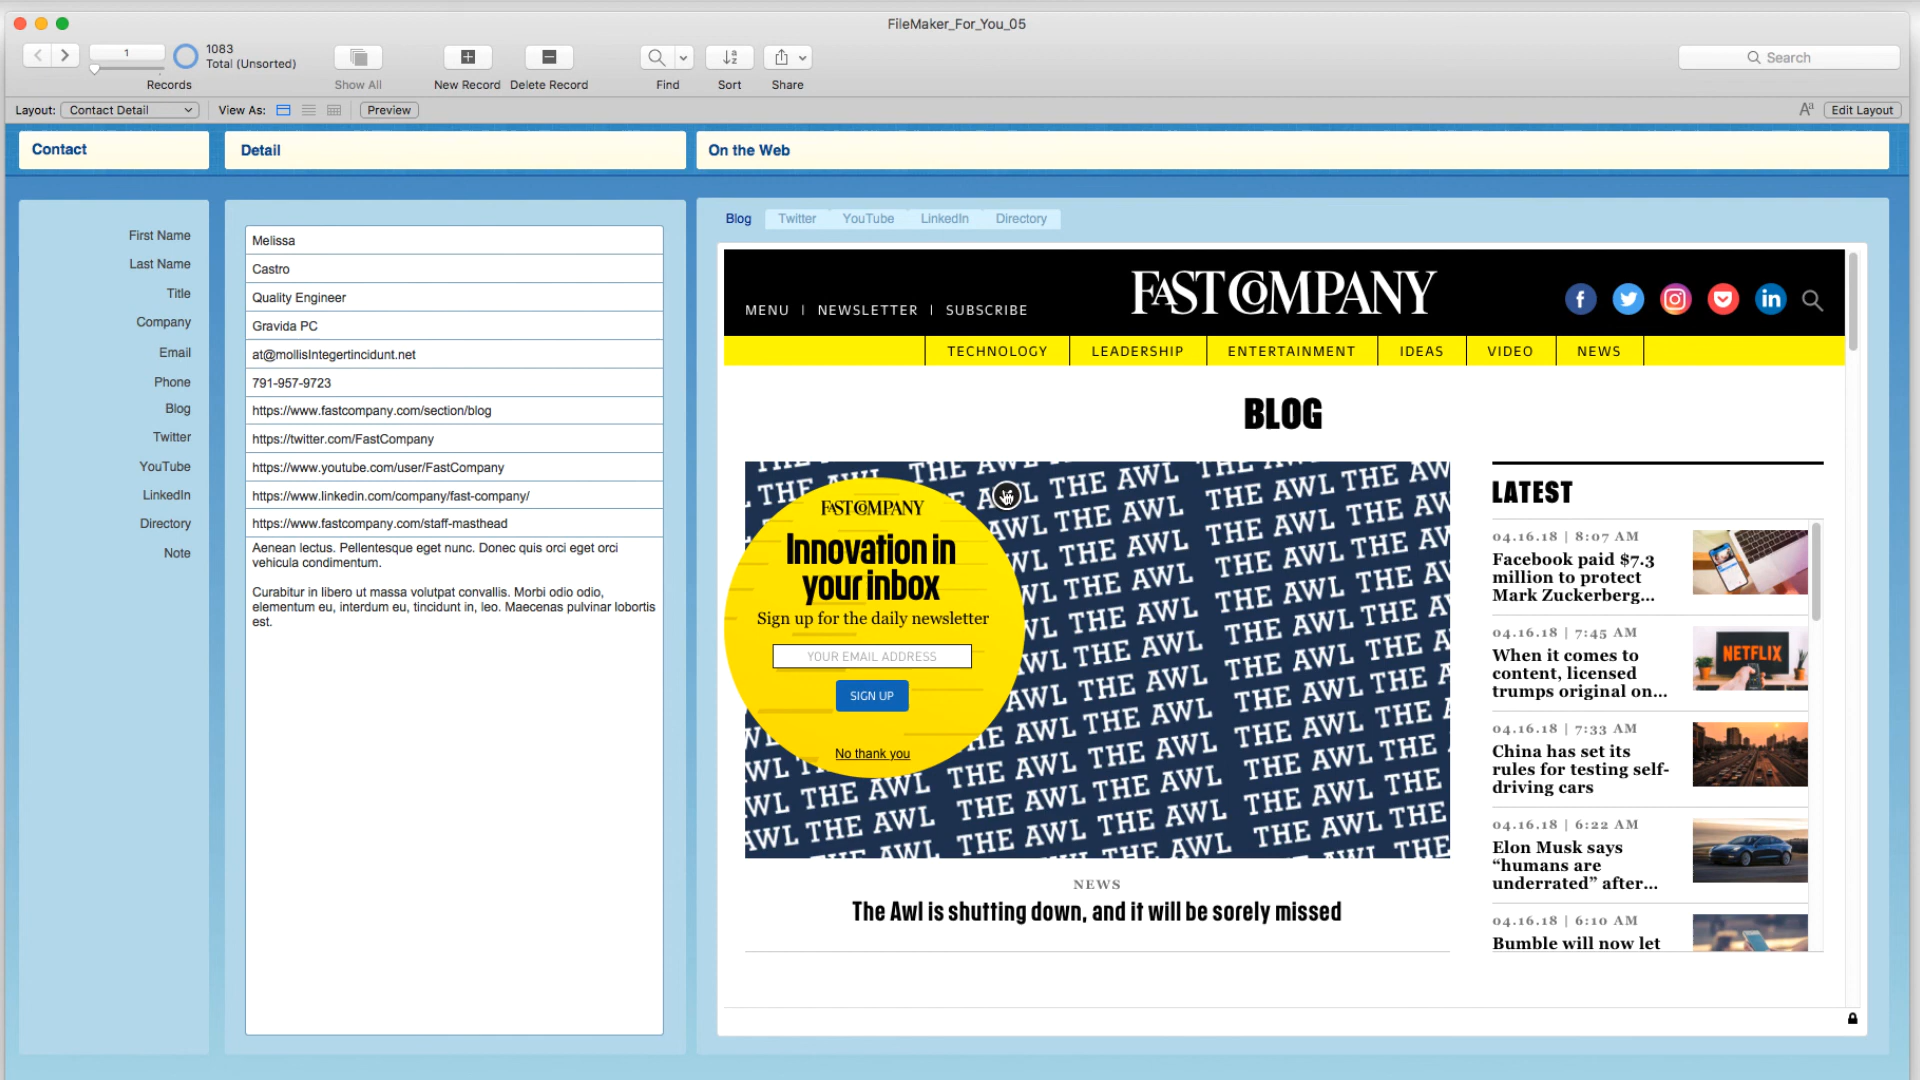 FileMaker_For_You_05
1
1083
Total (Unsorted)
Records
Show All
New Record
Delete Record
Find
Sort
Share
Search
Layout:
Contact Detail
View As:
Preview
Aa
Edit Layout
Contact
Detail
On the Web
First Name
Melissa
Last Name
Castro
Title
Quality Engineer
Company
Gravida PC
Email
at@mollisIntegertincidunt.net
Phone
791-957-9723
Blog
https://www.fastcompany.com/section/blog
Twitter
https://twitter.com/FastCompany
YouTube
https://www.youtube.com/user/FastCompany
LinkedIn
https://www.linkedin.com/company/fast-company/
Directory
https://www.fastcompany.com/staff-masthead
Note
Aenean lectus. Pellentesque eget nunc. Donec quis orci eget orci
vehicula condimentum.
Curabitur in libero ut massa volutpat convallis. Morbi odio odio,
elementum eu, interdum eu, tincidunt in, leo. Maecenas pulvinar lobortis
est.
Blog Twitter YouTube LinkedIn Directory
MENU | NEWSLETTER | SUBSCRIBE
FAST COMPANY
f
in
TECHNOLOGY LEADERSHIP ENTERTAINMENT IDEAS VIDEO NEWS
BLOG
THE AWL THE AWL THE AWL
FAST COMPANY
Innovation in
your inbox
Sign up for the daily newsletter
YOUR EMAIL ADDRESS
SIGN UP
No thank you
NEWS
The Awl is shutting down, and it will be sorely missed
LATEST
04.16.18 | 8:07 AM
Facebook paid $7.3
million to protect
Mark Zuckerberg...
04.16.18 | 7:45 AM
When it comes to
content, licensed
trumps original on...
NETFLIX
04.16.18 | 7:33 AM
China has set its
rules for testing self-
driving cars
04.16.18 | 6:22 AM
Elon Musk says
“humans are
underrated” after...
04.16.18 | 6:10 AM
Bumble will now let